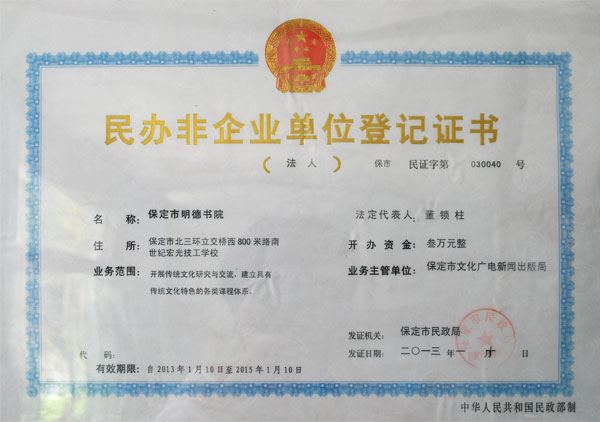 民办非企业单位登记证书
（法人） 保市 民证字第 030040 号
名称： 保定市明德书院
法定代表人： 董锁柱
住所： 保定市北三环立交桥西800米路南
世纪宏光技工学校
开办资金： 叁万元整
业务范围： 开展传统文化研究与交流，建立具有
传统文化特色的各类课程体系。
业务主管单位： 保定市文化广电新闻出版局
发证机关： 保定市民政局
发证日期： 二〇一三 年 一 月 十 日
代码：
有效期限： 自2013年1月10日至2015年1月10日
中华人民共和国民政部制